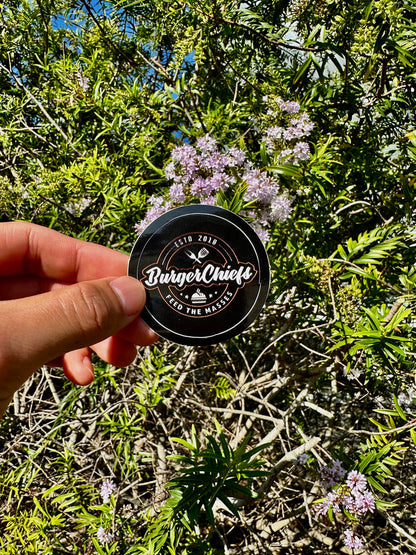 ESTD 2018
BurgerChiefs
FEED THE MASSES